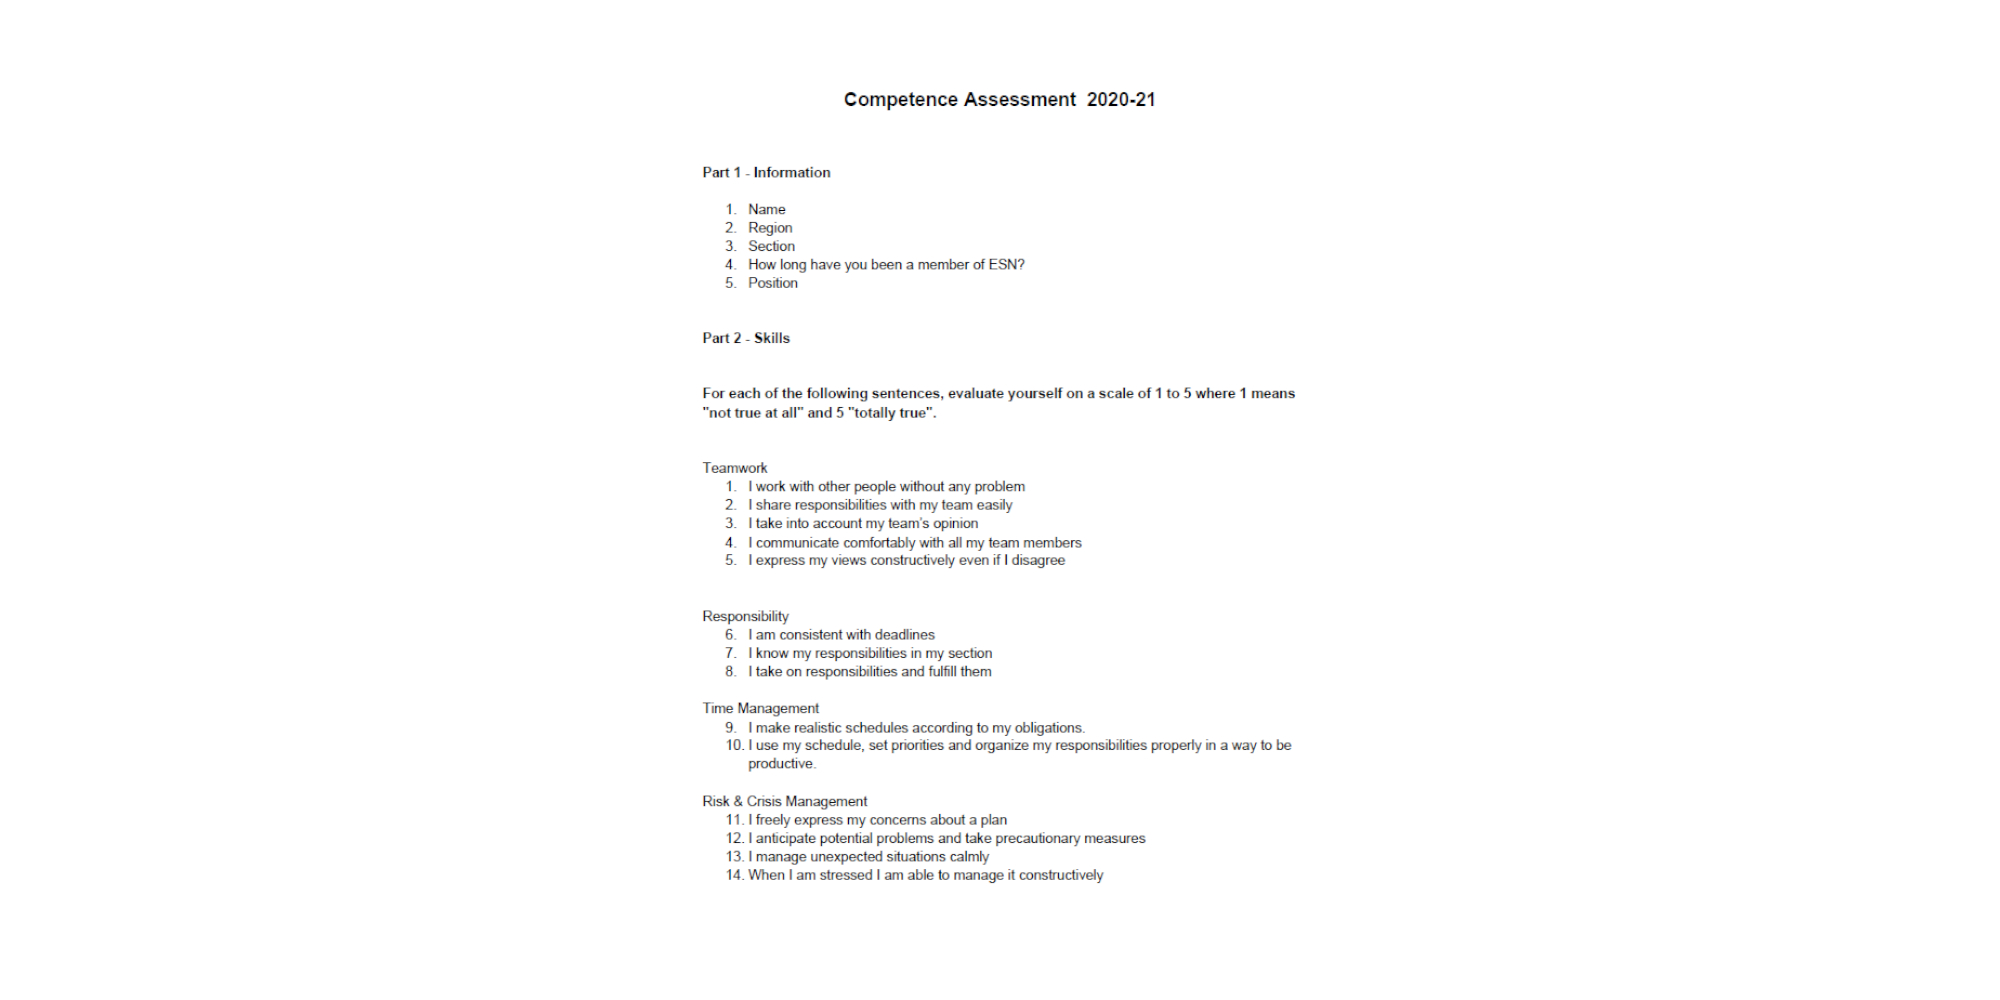 Competence Assessment 2020-21
Part 1 - Information
1. Name
2. Region
3. Section
4. How long have you been a member of ESN?
5. Position
Part 2 - Skills
For each of the following sentences, evaluate yourself on a scale of 1 to 5 where 1 means
"not true at all" and 5 "totally true".
Teamwork
1. I work with other people without any problem
2. I share responsibilities with my team easily
3. I take into account my team's opinion
4. I communicate comfortably with all my team members
5. I express my views constructively even if I disagree
Responsibility
6. I am consistent with deadlines
7. I know my responsibilities in my section
8. I take on responsibilities and fulfill them
Time Management
9. I make realistic schedules according to my obligations.
10. I use my schedule, set priorities and organize my responsibilities properly in a way to be
productive.
Risk & Crisis Management
11. I freely express my concerns about a plan
12. I anticipate potential problems and take precautionary measures
13. I manage unexpected situations calmly
14. When I am stressed I am able to manage it constructively